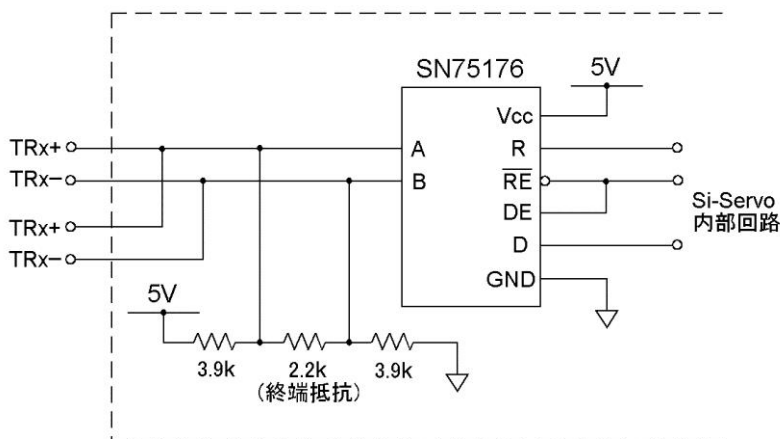 SN75176
5V
Vcc
TRx+
A
R
TRx−
B
RE
Si-Servo
内部回路
TRx+
DE
TRx−
D
GND
5V
3.9k
2.2k
3.9k
(終端抵抗)